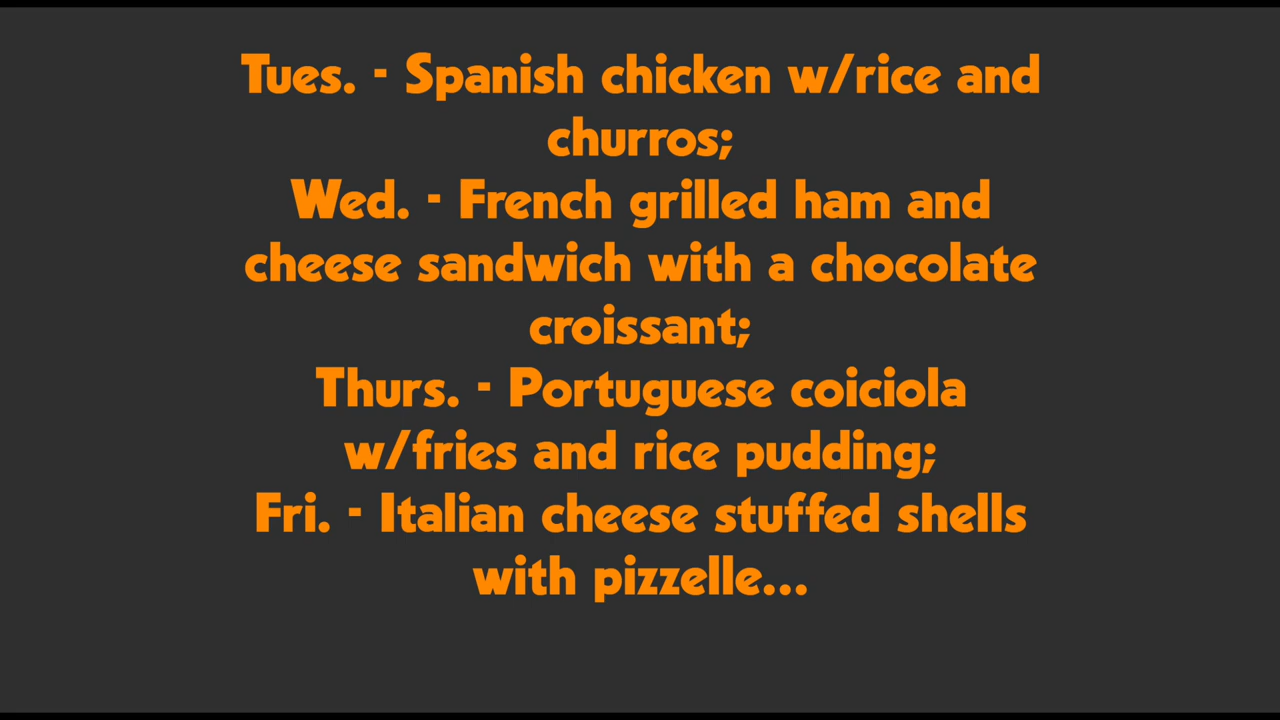 Tues. - Spanish chicken w/rice and
churros;
Wed. - French grilled ham and
cheese sandwich with a chocolate
croissant;
Thurs. - Portuguese coiciola
w/fries and rice pudding;
Fri. - Italian cheese stuffed shells
with pizzelle...